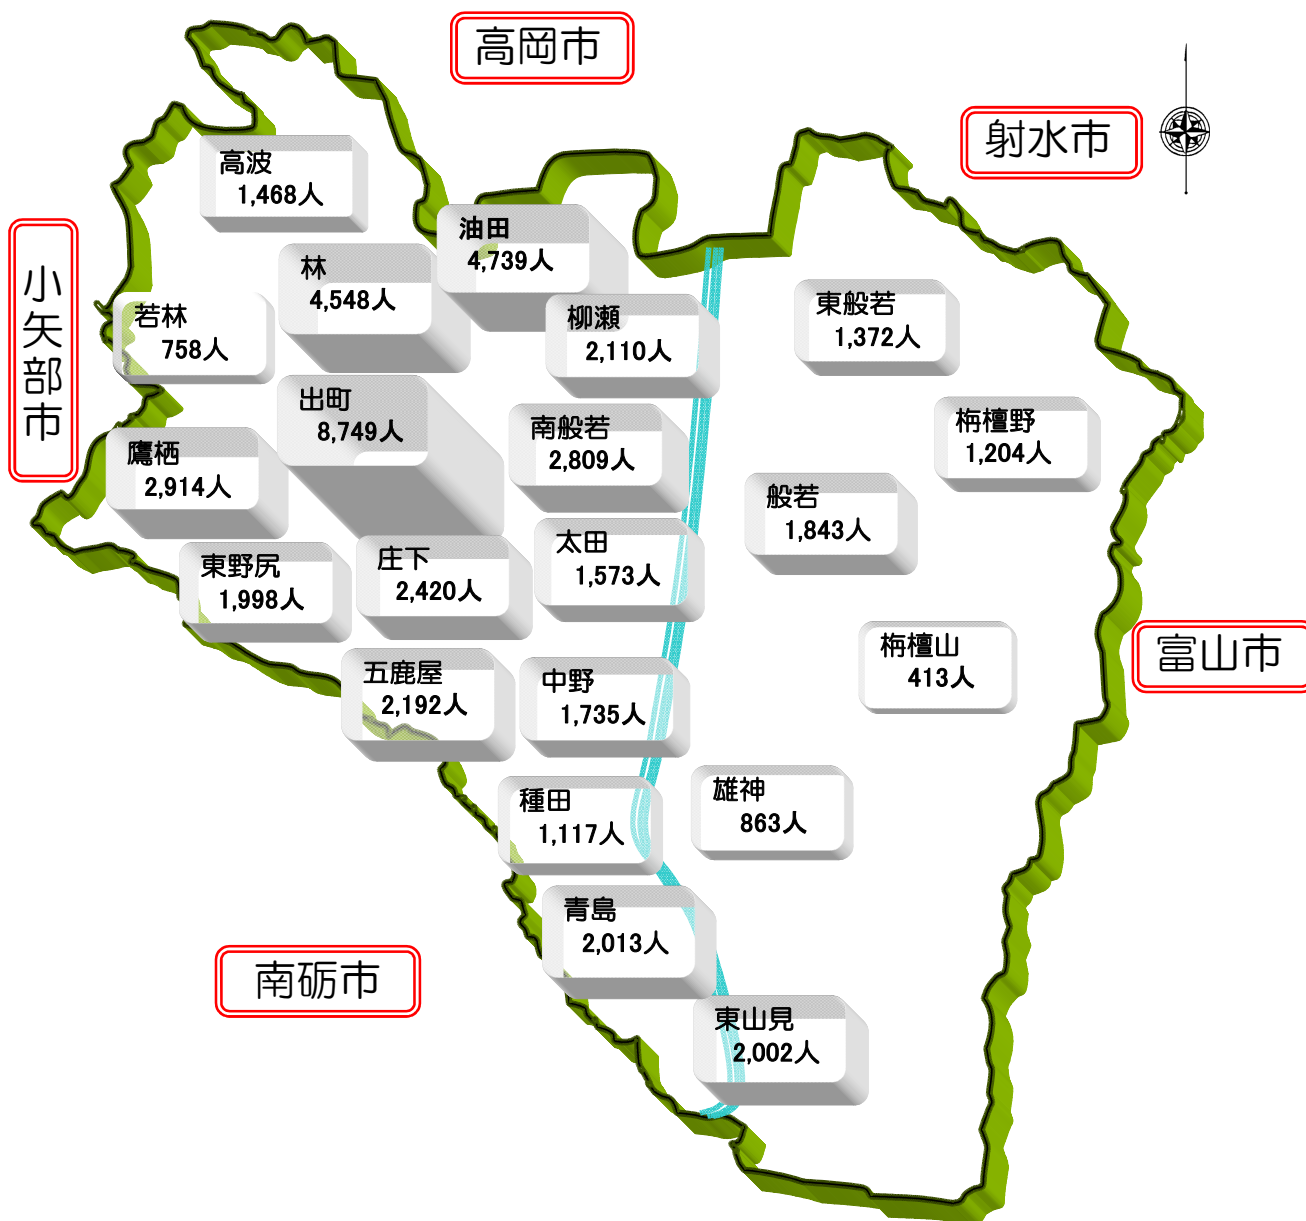 高岡市
射水市
高波
1,468人
油田
4,739人
林
4,548人
小矢部市
若林
758人
柳瀬
2,110人
東般若
1,372人
出町
8,749人
南般若
2,809人
栴檀野
1,204人
鷹栖
2,914人
般若
1,843人
東野尻
1,998人
庄下
2,420人
太田
1,573人
栴檀山
413人
富山市
五鹿屋
2,192人
中野
1,735人
種田
1,117人
雄神
863人
青島
2,013人
南砺市
東山見
2,002人